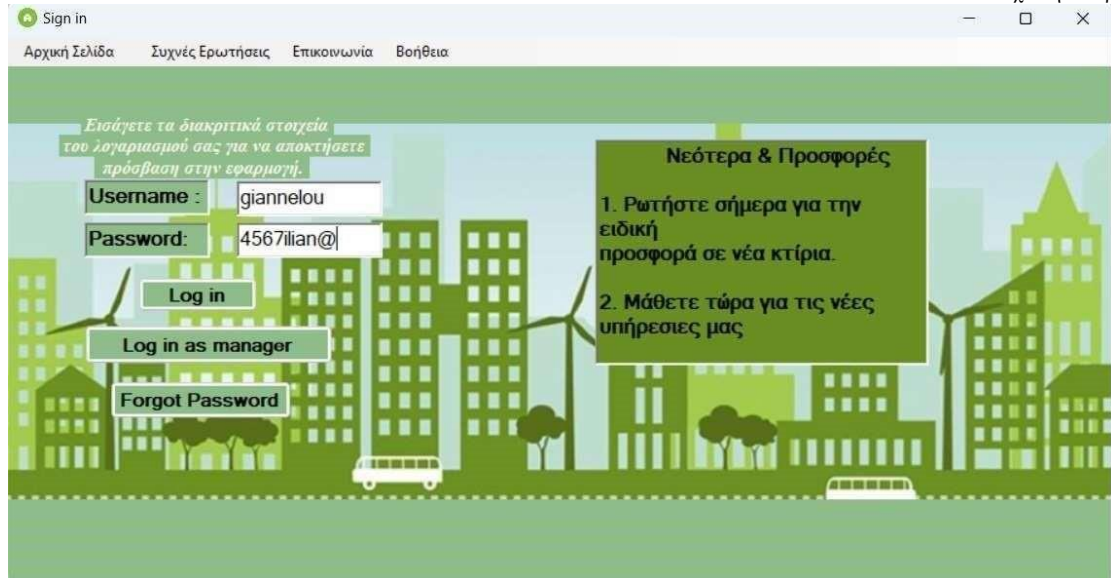 Sign in
Αρχική Σελίδα Συχνές Ερωτήσεις Επικοινωνία Βοήθεια
Εισάγετε τα διακριτικά στοιχεία
του λογαριασμού σας για να αποκτήσετε
πρόσβαση στην εφαρμογή.
Username : giannelou
Password: 4567ilian@
Log in
Log in as manager
Forgot Password
Νεότερα & Προσφορές
1. Ρωτήστε σήμερα για την
ειδική
προσφορά σε νέα κτίρια.
2. Μάθετε τώρα για τις νέες
υπήρεσιες μας